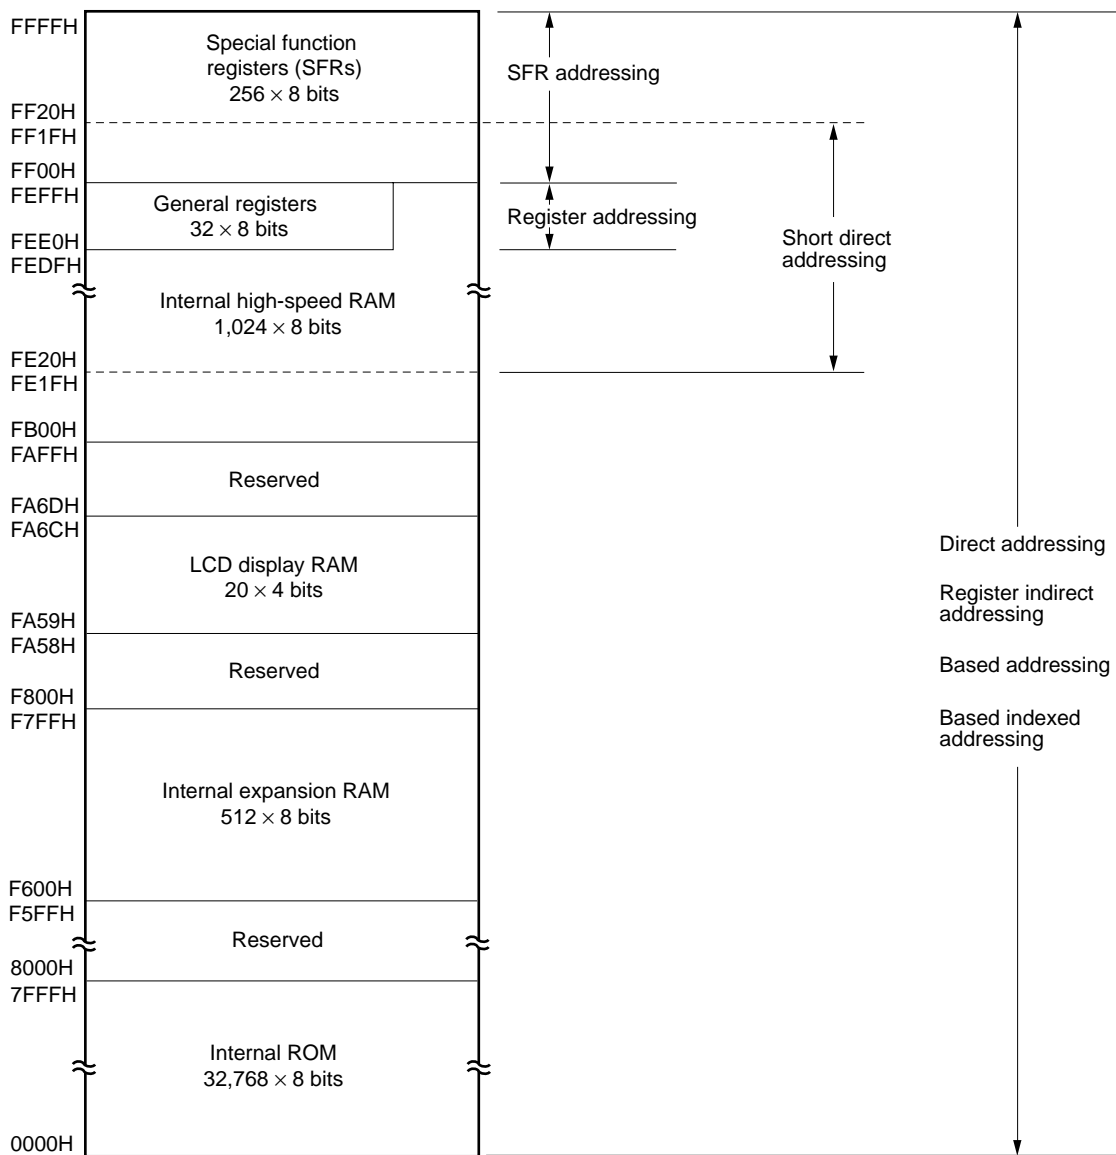 FFFFH
Special function
registers (SFRs)
256 × 8 bits
SFR addressing
FF20H
FF1FH
FF00H
FEFFH
General registers
32 × 8 bits
Register addressing
Short direct
addressing
FEE0H
FEDFH
Internal high-speed RAM
1,024 × 8 bits
FE20H
FE1FH
FB00H
FAFFH
Reserved
FA6DH
FA6CH
LCD display RAM
20 × 4 bits
FA59H
FA58H
Reserved
F800H
F7FFH
Direct addressing
Register indirect
addressing
Based addressing
Based indexed
addressing
Internal expansion RAM
512 × 8 bits
F600H
F5FFH
Reserved
8000H
7FFFH
Internal ROM
32,768 × 8 bits
0000H